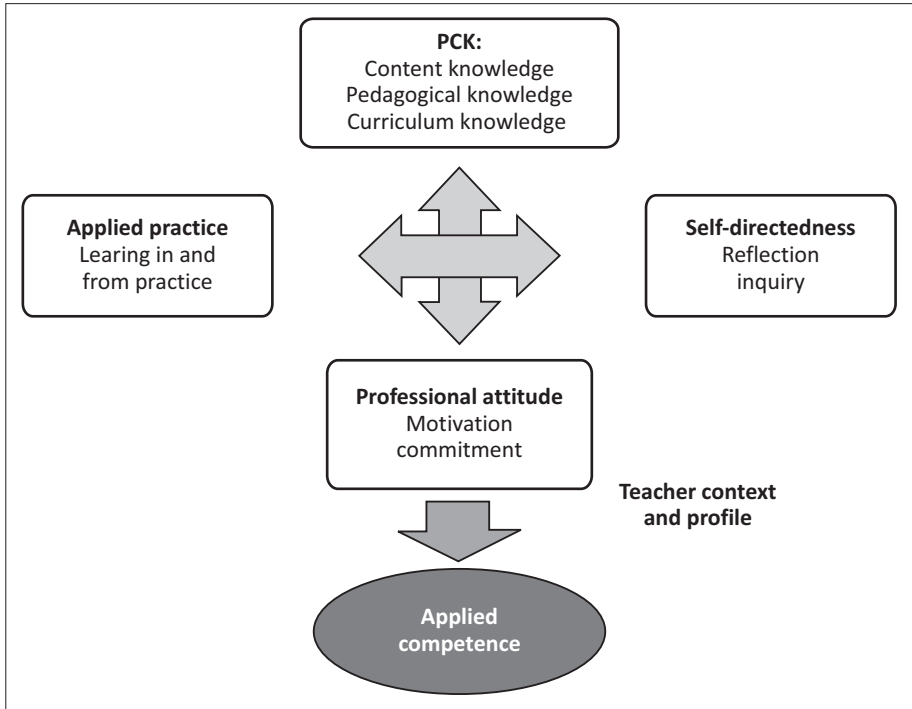 PCK:
Content knowledge
Pedagogical knowledge
Curriculum knowledge
Applied practice
Learing in and
from practice
Self-directedness
Reflection
inquiry
Professional attitude
Motivation
commitment
Teacher context
and profile
Applied
competence